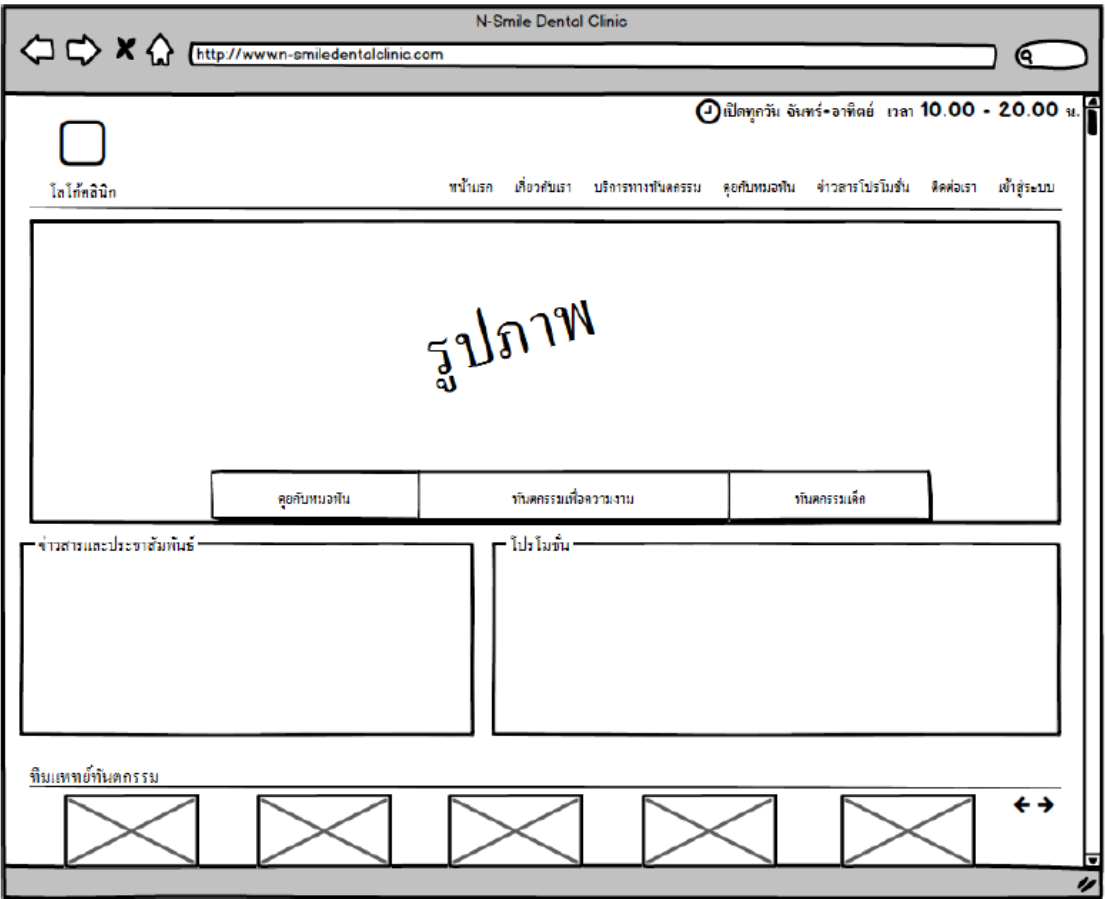 N-Smile Dental Clinic
http://www.n-smiledentalclinic.com
เปิดทุกวัน จันทร์-อาทิตย์ เวลา 10.00 - 20.00 น.
โลโก้คลินิก
หน้าแรก เกี่ยวกับเรา บริการทางทันตกรรม คุยกับหมอฟัน ข่าวสารโปรโมชั่น ติดต่อเรา เข้าสู่ระบบ
รูปภาพ
คุยกับหมอฟัน ทันตกรรมเพื่อความงาม ทันตกรรมเด็ก
ข่าวสารและประชาสัมพันธ์ โปรโมชั่น
ทีมแพทย์ทันตกรรม